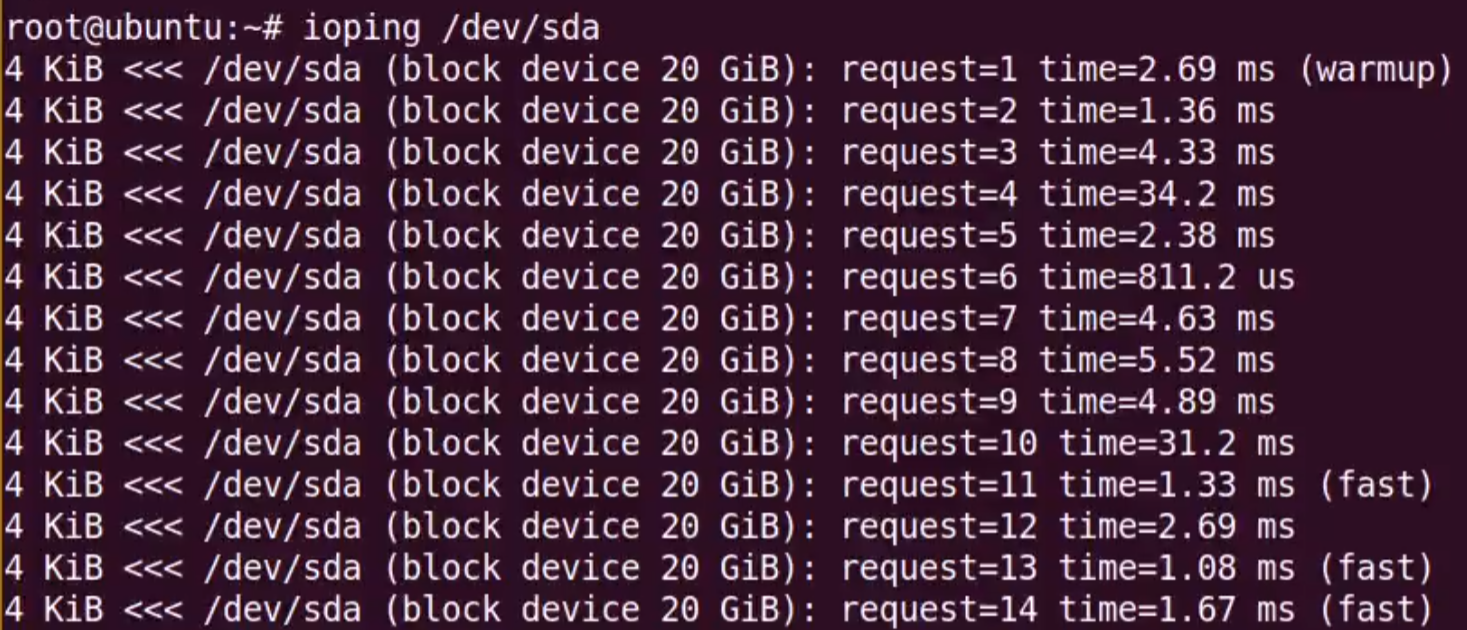 root@ubuntu:~# ioping /dev/sda
4 KiB <<< /dev/sda (block device 20 GiB): request=1 time=2.69 ms (warmup)
4 KiB <<< /dev/sda (block device 20 GiB): request=2 time=1.36 ms
4 KiB <<< /dev/sda (block device 20 GiB): request=3 time=4.33 ms
4 KiB <<< /dev/sda (block device 20 GiB): request=4 time=34.2 ms
4 KiB <<< /dev/sda (block device 20 GiB): request=5 time=2.38 ms
4 KiB <<< /dev/sda (block device 20 GiB): request=6 time=811.2 us
4 KiB <<< /dev/sda (block device 20 GiB): request=7 time=4.63 ms
4 KiB <<< /dev/sda (block device 20 GiB): request=8 time=5.52 ms
4 KiB <<< /dev/sda (block device 20 GiB): request=9 time=4.89 ms
4 KiB <<< /dev/sda (block device 20 GiB): request=10 time=31.2 ms
4 KiB <<< /dev/sda (block device 20 GiB): request=11 time=1.33 ms (fast)
4 KiB <<< /dev/sda (block device 20 GiB): request=12 time=2.69 ms
4 KiB <<< /dev/sda (block device 20 GiB): request=13 time=1.08 ms (fast)
4 KiB <<< /dev/sda (block device 20 GiB): request=14 time=1.67 ms (fast)